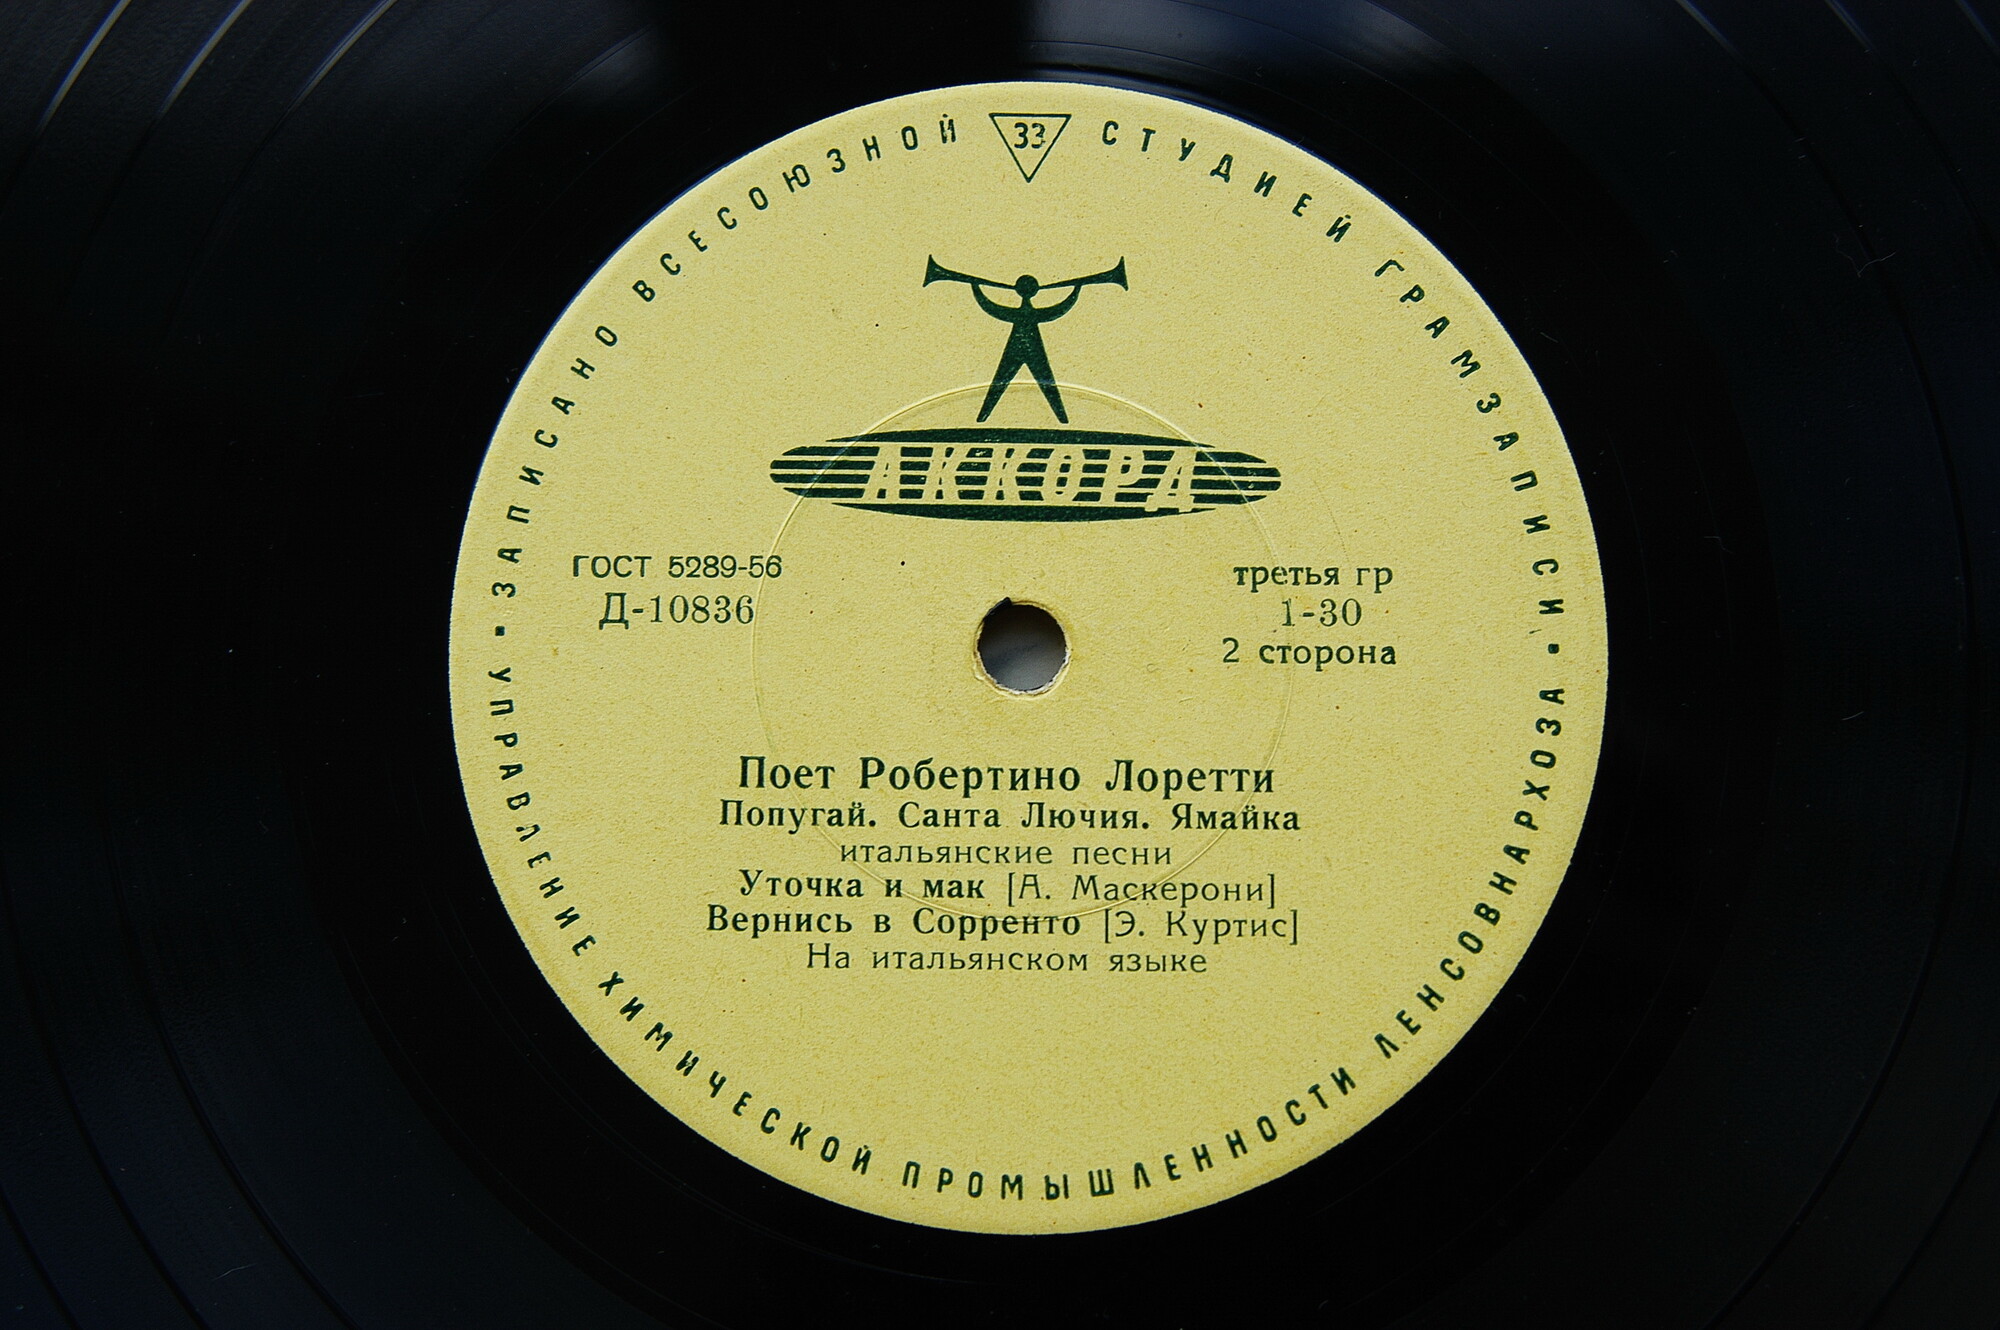 ЗАПИСАНО ВСЕСОЮЗНОЙ 33 СТУДИЕЙ ГРАМЗАПИСИ
АККОРД
ГОСТ 5289-56
Д-10836
третья гр
1-30
2 сторона
Поет Робертино Лоретти
Попугай. Санта Лючия. Ямайка
итальянские песни
Уточка и мак [А. Маскерони]
Вернись в Сорренто [Э. Куртис]
На итальянском языке
УПРАВЛЕНИЕ ХИМИЧЕСКОЙ ПРОМЫШЛЕННОСТИ ЛЕНСОВНАРХОЗА